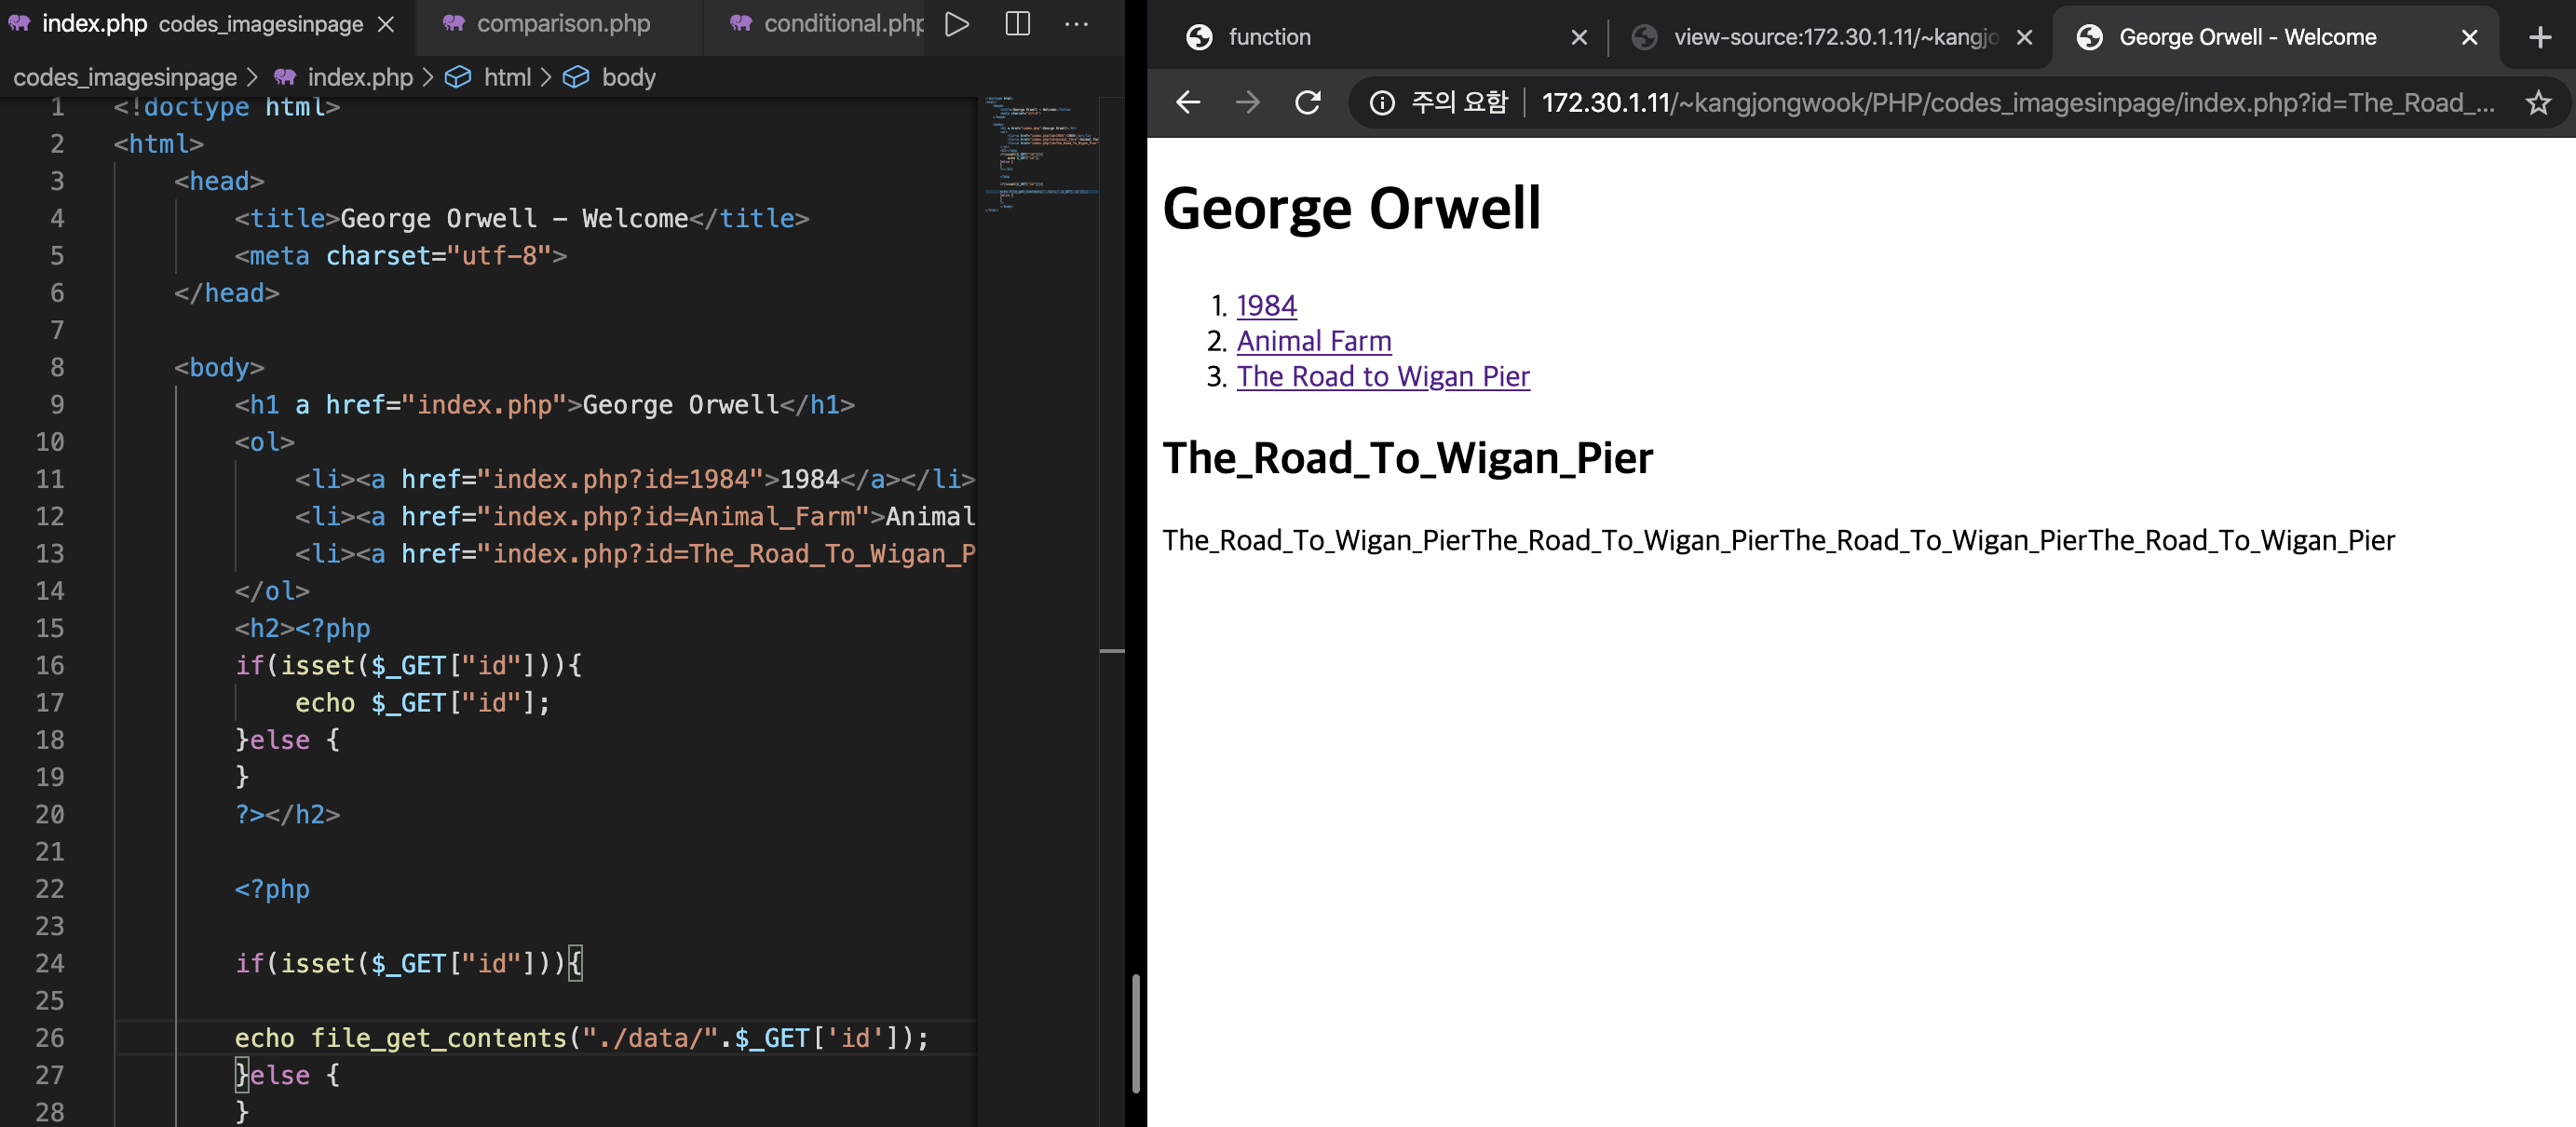 index.php codes_imagesinpage
comparison.php
conditional.php
codes_imagesinpage > index.php > html > body
1 <!doctype html>
2 <html>
3 <head>
4 <title>George Orwell - Welcome</title>
5 <meta charset="utf-8">
6 </head>
7
8 <body>
9 <h1 a href="index.php">George Orwell</h1>
10 <ol>
11 <li><a href="index.php?id=1984">1984</a></li>
12 <li><a href="index.php?id=Animal_Farm">Animal
13 <li><a href="index.php?id=The_Road_To_Wigan_P
14 </ol>
15 <h2><?php
16 if(isset($_GET["id"])){
17 echo $_GET["id"];
18 }else {
19 }
20 ?></h2>
21
22 <?php
23
24 if(isset($_GET["id"])){
25
26 echo file_get_contents("./data/".$_GET['id']);
27 }else {
28 }
function
view-source:172.30.1.11/~kangjo
George Orwell - Welcome
주의 요함 172.30.1.11/~kangjongwook/PHP/codes_imagesinpage/index.php?id=The_Road_...
George Orwell
1. 1984
2. Animal Farm
3. The Road to Wigan Pier
The_Road_To_Wigan_Pier
The_Road_To_Wigan_PierThe_Road_To_Wigan_PierThe_Road_To_Wigan_PierThe_Road_To_Wigan_Pier